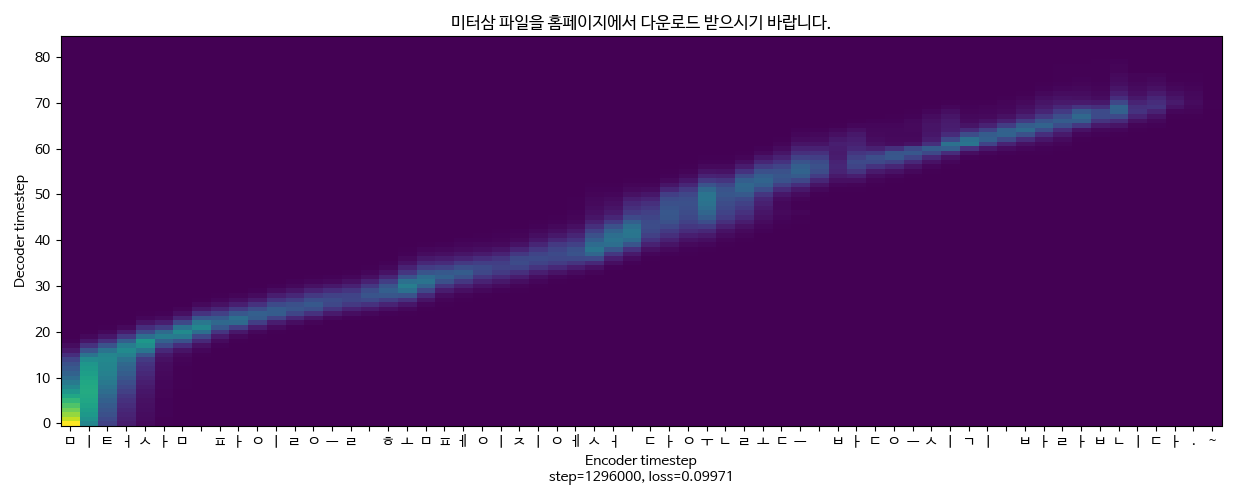 미터삼 파일을 홈페이지에서 다운로드 받으시기 바랍니다.
80
70
60
50
40
30
20
10
0
Decoder timestep
ㅁ ㅣ ㅌ ㅓ ㅅ ㅏ ㅁ   ㅍ ㅏ ㅇ ㅣ ㄹ ㅇ ㅡ ㄹ   ㅎ ㅗ ㅁ ㅍ ㅔ ㅇ ㅣ ㅈ ㅣ ㅇ ㅔ ㅅ ㅓ   ㄷ ㅏ ㅇ ㅜ ㄴ ㄹ ㅗ ㄷ ㅡ   ㅂ ㅏ ㄷ ㅇ ㅡ ㅅ ㅣ ㄱ ㅣ   ㅂ ㅏ ㄹ ㅏ ㅂ ㄴ ㅣ ㄷ ㅏ . ~
Encoder timestep
step=1296000, loss=0.09971